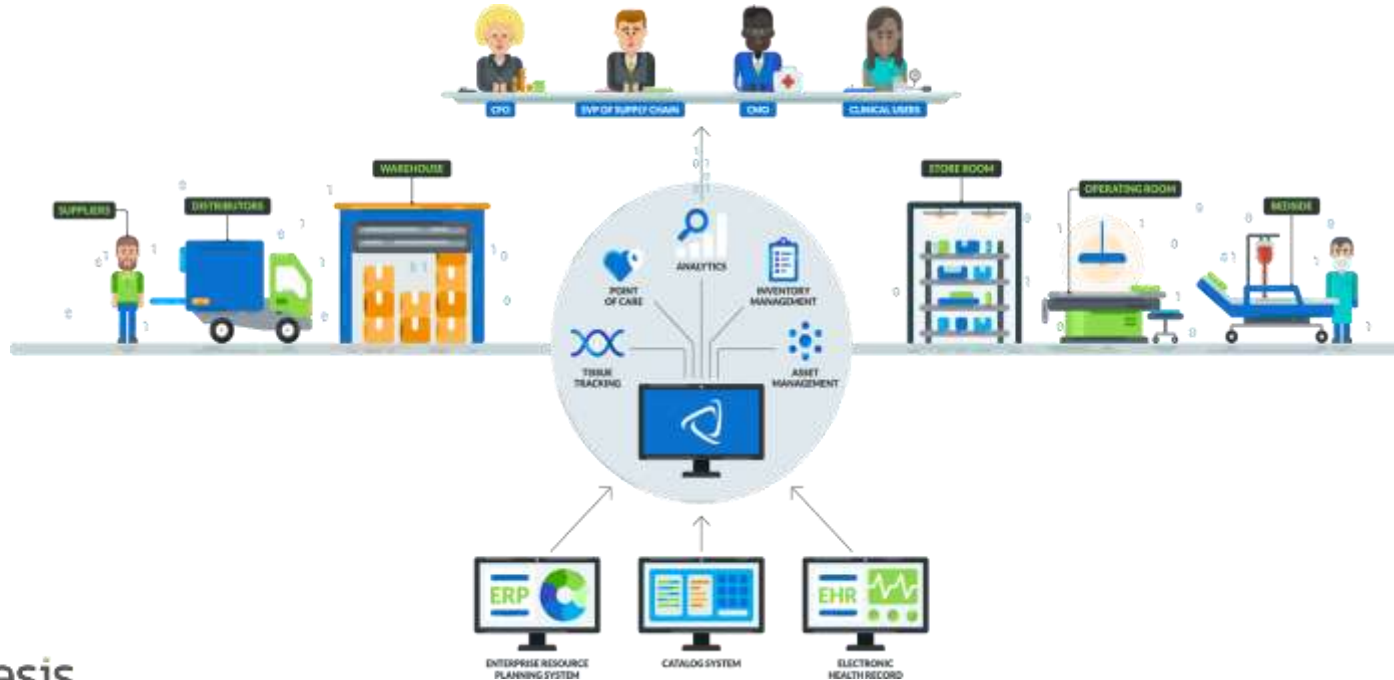 CFO
SVP OF SUPPLY CHAIN
CMO
CLINICAL USERS
WAREHOUSE
STORE ROOM
SUPPLIERS
DISTRIBUTORS
OPERATING ROOM
BEDSIDE
ANALYTICS
POINT
OF CARE
INVENTORY
MANAGEMENT
TISSUE
TRACKING
ASSET
MANAGEMENT
ERP
EHR
ENTERPRISE RESOURCE
PLANNING SYSTEM
CATALOG SYSTEM
ELECTRONIC
HEALTH RECORD
esis